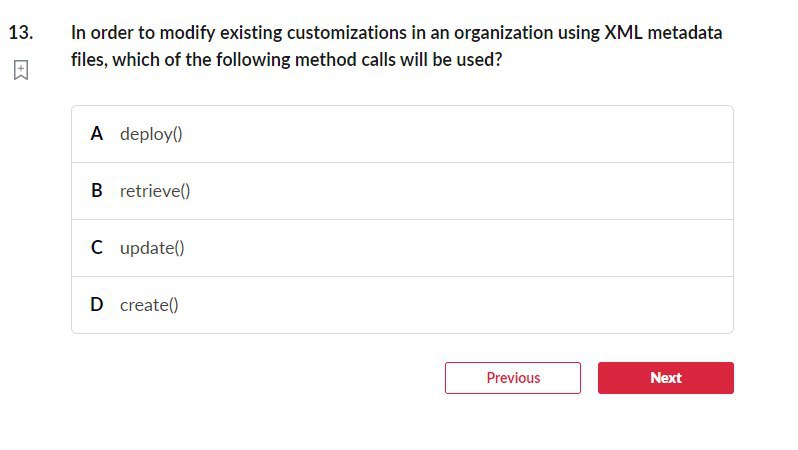 13. In order to modify existing customizations in an organization using XML metadata
files, which of the following method calls will be used?
A deploy()
B retrieve()
C update()
D create()
Previous Next